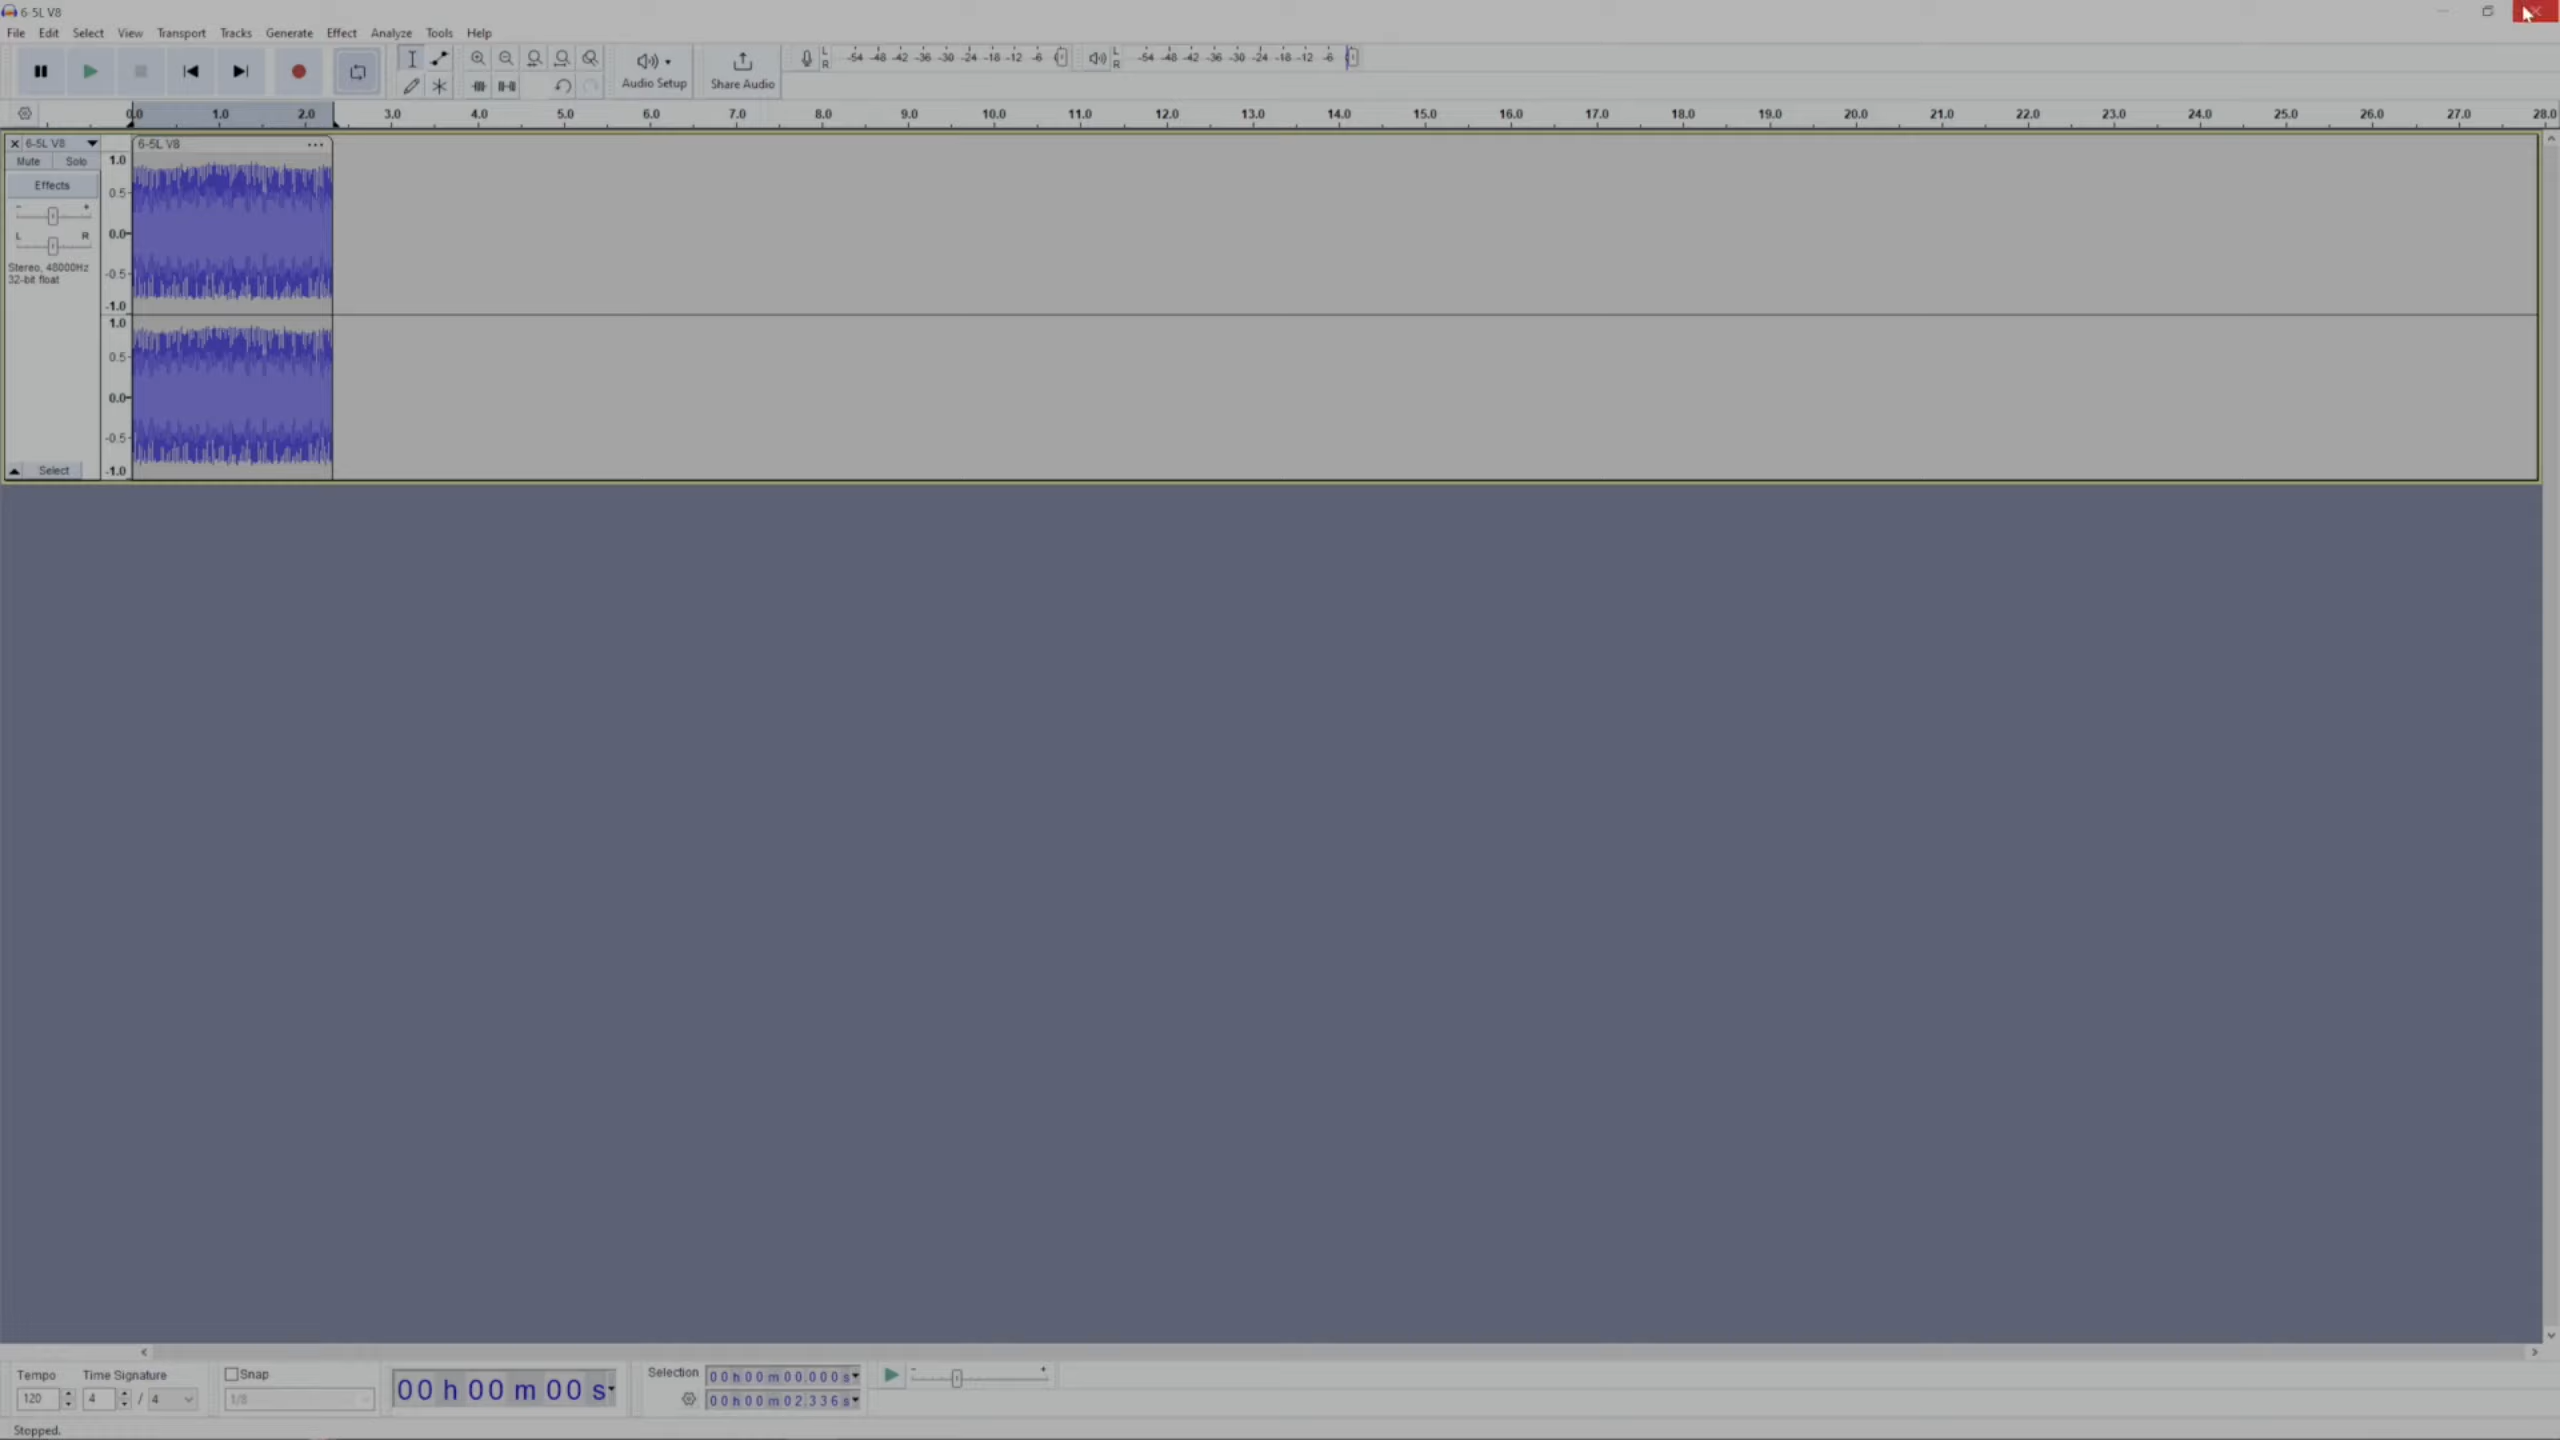 6-5L V8
File Edit Select View Transport Tracks Generate Effect Analyze Tools Help
L
R
-54 -48 -42 -36 -30 -24 -18 -12 -6
L
R
-54 -48 -42 -36 -30 -24 -18 -12 -6
Audio Setup
Share Audio
0.0 1.0 2.0 3.0 4.0 5.0 6.0 7.0 8.0 9.0 10.0 11.0 12.0 13.0 14.0 15.0 16.0 17.0 18.0 19.0 20.0 21.0 22.0 23.0 24.0 25.0 26.0 27.0 28.0
6-5L V8
6-5L V8
Mute Solo
Effects
- +
L R
Stereo, 48000Hz
32-bit float
Select
1.0
0.5
0.0
-0.5
-1.0
1.0
0.5
0.0
-0.5
-1.0
Tempo
120
Time Signature
4 / 4
Snap
1/8
00 h 00 m 00 s
Selection
00 h 00 m 00.000 s
00 h 00 m 02.336 s
- +
Stopped.